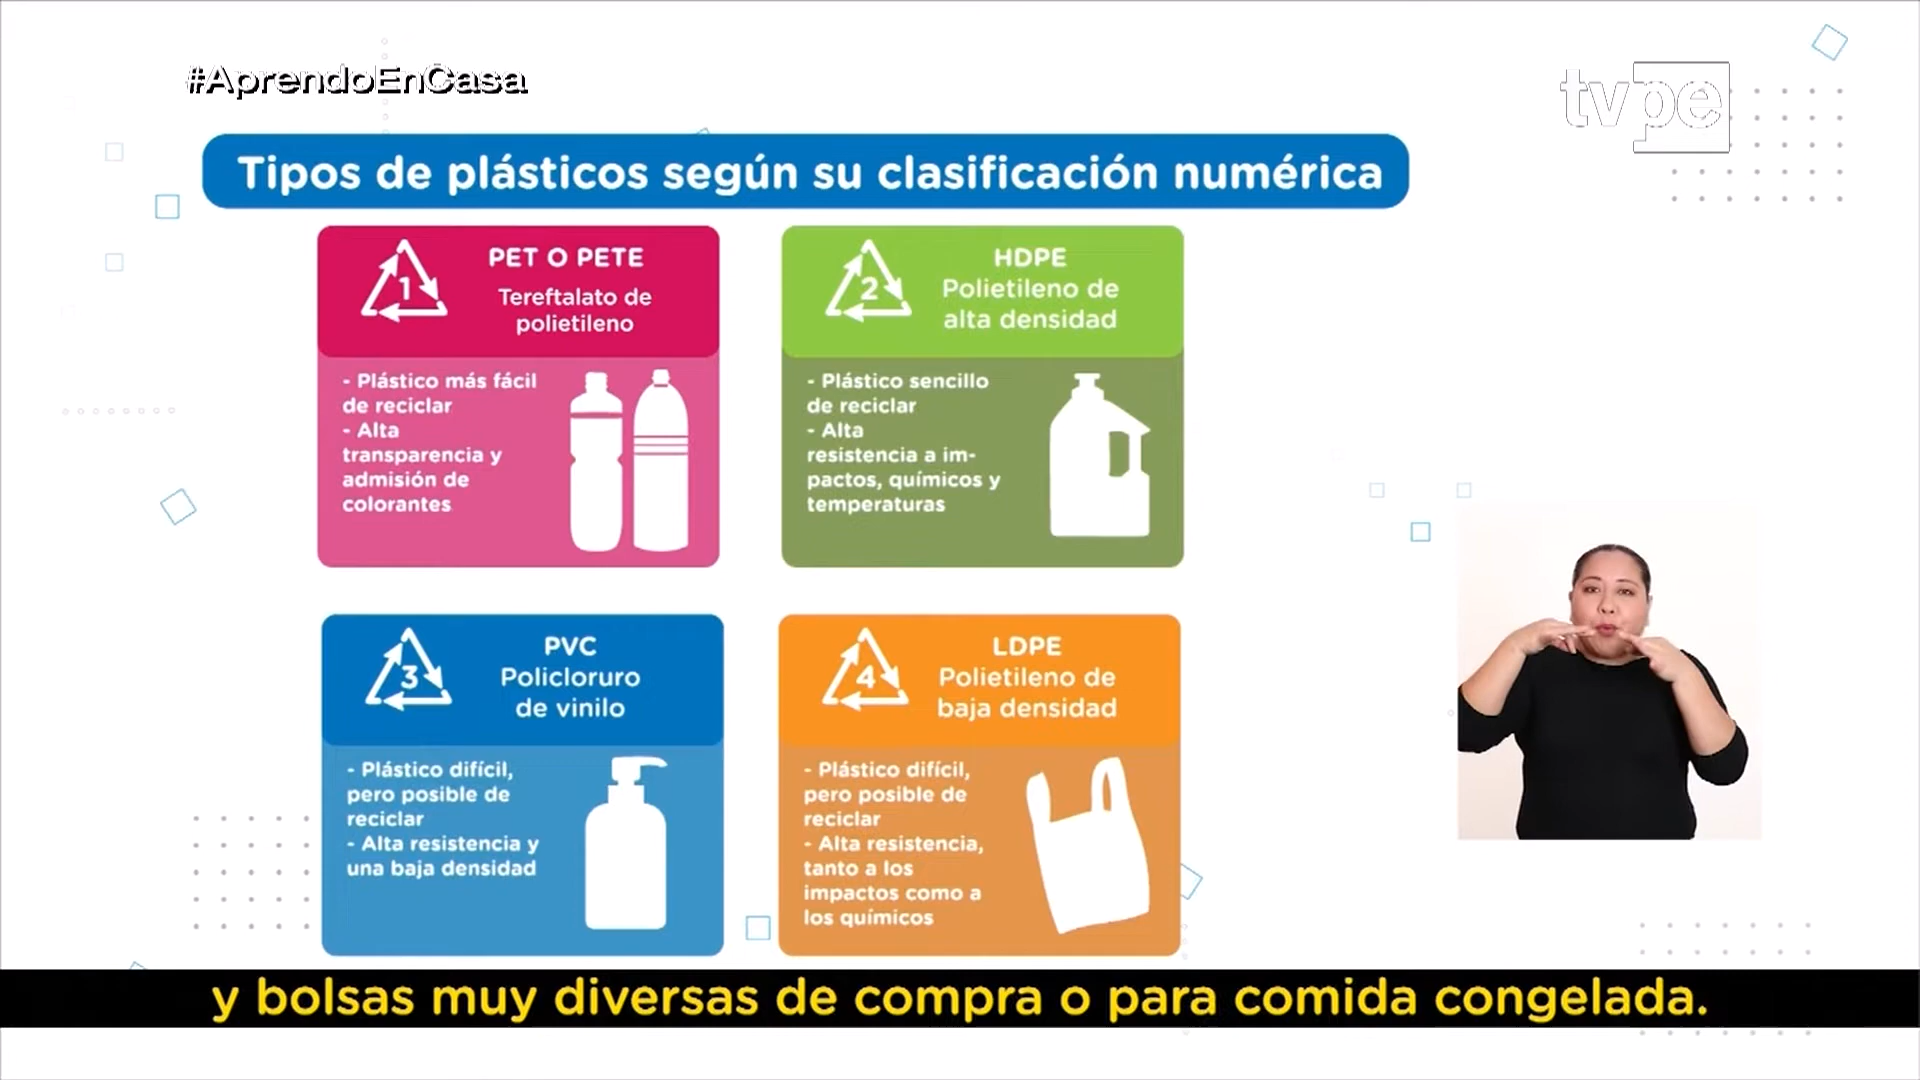 #AprendoEnCasa
tvpe
Tipos de plásticos según su clasificación numérica
1
PET O PETE
Tereftalato de
polietileno
- Plástico más fácil
de reciclar
- Alta
transparencia y
admisión de
colorantes
2
HDPE
Polietileno de
alta densidad
- Plástico sencillo
de reciclar
- Alta
resistencia a im-
pactos, químicos y
temperaturas
3
PVC
Policloruro
de vinilo
- Plástico difícil,
pero posible de
reciclar
- Alta resistencia y
una baja densidad
4
LDPE
Polietileno de
baja densidad
- Plástico difícil,
pero posible de
reciclar
- Alta resistencia,
tanto a los
impactos como a
los químicos
y bolsas muy diversas de compra o para comida congelada.